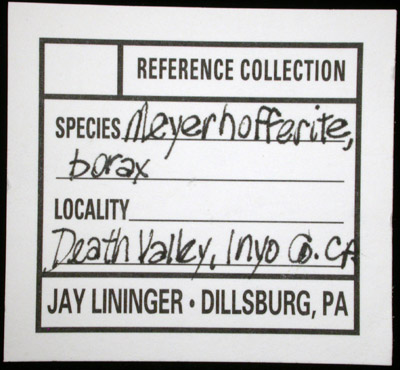 REFERENCE COLLECTION
SPECIES Meyerhofferite,
borax
LOCALITY
Death Valley, Inyo Co. CA
JAY LININGER • DILLSBURG, PA